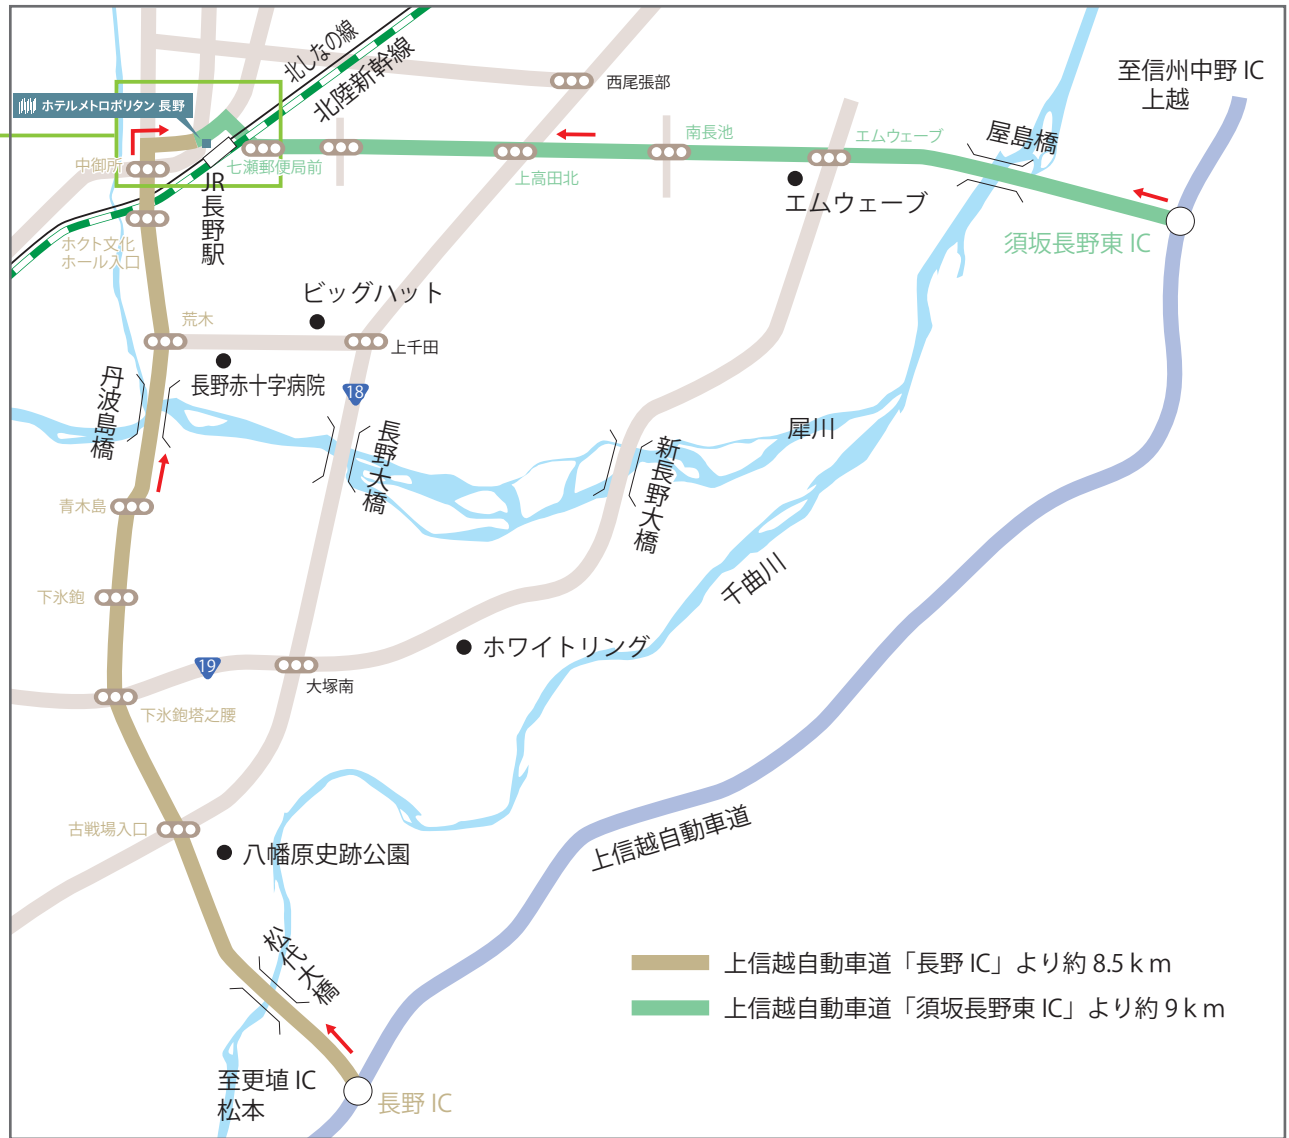 北しなの線
北陸新幹線
西尾張部
至信州中野 IC
上越
ホテルメトロポリタン 長野
中御所
七瀬郵便局前
上高田北
南長池
エムウェーブ
屋島橋
エムウェーブ
須坂長野東 IC
JR
長野駅
ホクト文化
ホール入口
ビッグハット
荒木
上千田
長野赤十字病院
18
丹波島橋
長野大橋
犀川
新長野大橋
青木島
千曲川
下氷鉋
ホワイトリング
19
大塚南
下氷鉋塔之腰
古戦場入口
八幡原史跡公園
上信越自動車道
松代大橋
上信越自動車道「長野 IC」より約 8.5ｋｍ
上信越自動車道「須坂長野東 IC」より約 9ｋｍ
至更埴 IC
松本
長野 IC